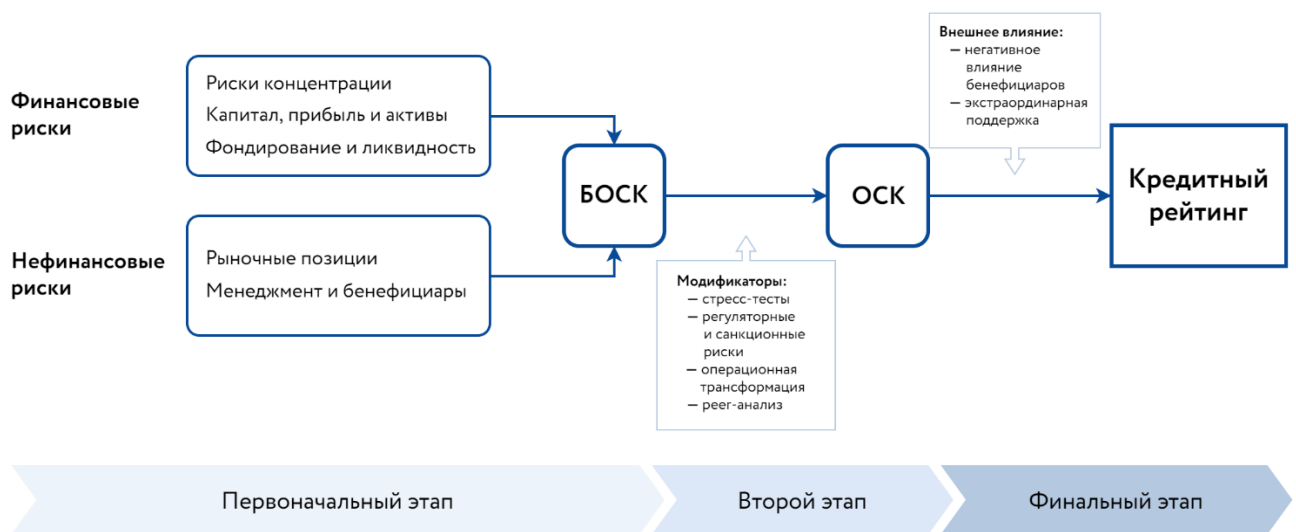 Финансовые
риски
Риски концентрации
Капитал, прибыль и активы
Фондирование и ликвидность
Нефинансовые
риски
Рыночные позиции
Менеджмент и бенефициары
БОСК
Модификаторы:
— стресс-тесты
— регуляторные
и санкционные
риски
— операционная
трансформация
— peer-анализ
ОСК
Внешнее влияние:
— негативное
влияние
бенефициаров
— экстраординарная
поддержка
Кредитный
рейтинг
Первоначальный этап
Второй этап
Финальный этап